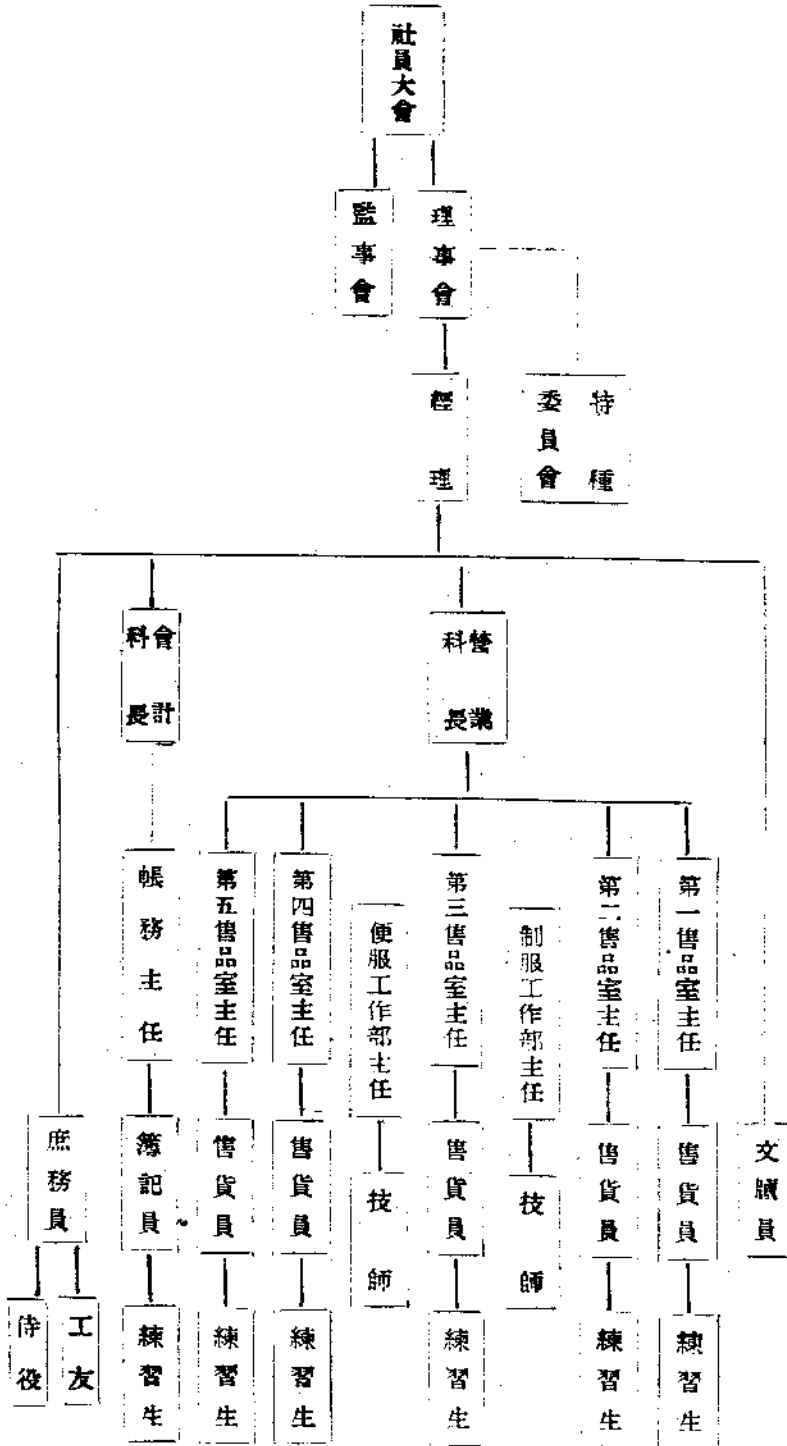 社員大會
理事會
監事會
特種
委員會
經理
營業
科長
會計
科長
第一售品室主任
第二售品室主任
制服工作部主任
第三售品室主任
便服工作部主任
第四售品室主任
第五售品室主任
帳務主任
文牘員
售貨員
售貨員
技師
售貨員
技師
售貨員
售貨員
簿記員
庶務員
練習生
練習生
練習生
練習生
練習生
練習生
工友
侍役